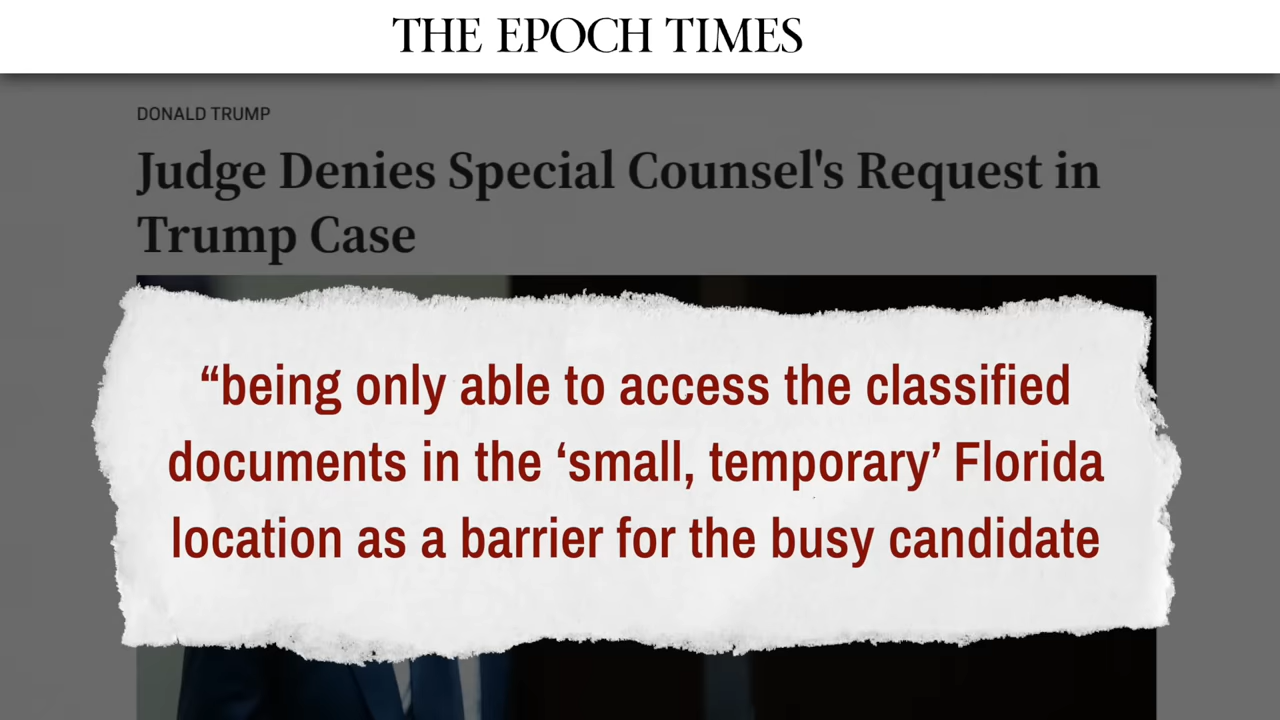 THE EPOCH TIMES
DONALD TRUMP
Judge Denies Special Counsel's Request in
Trump Case
“being only able to access the classified
documents in the ‘small, temporary’ Florida
location as a barrier for the busy candidate